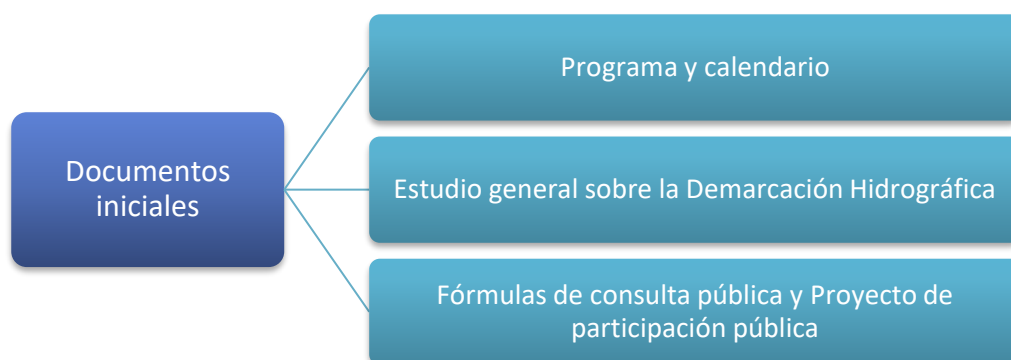 Documentos
iniciales
Programa y calendario
Estudio general sobre la Demarcación Hidrográfica
Fórmulas de consulta pública y Proyecto de
participación pública